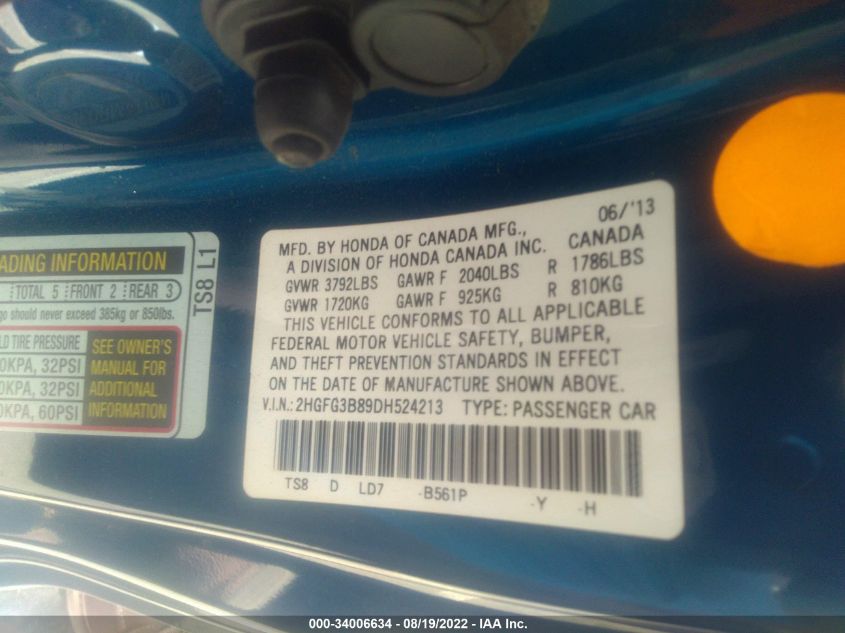 06/'13
MFD. BY HONDA OF CANADA MFG., CANADA
A DIVISION OF HONDA CANADA INC.
GVWR 3792LBS GAWR F 2040LBS R 1786LBS
GVWR 1720KG GAWR F 925KG R 810KG
THIS VEHICLE CONFORMS TO ALL APPLICABLE
FEDERAL MOTOR VEHICLE SAFETY, BUMPER,
AND THEFT PREVENTION STANDARDS IN EFFECT
ON THE DATE OF MANUFACTURE SHOWN ABOVE.
V.I.N.:2HGFG3B89DH524213 TYPE: PASSENGER CAR
TS8 D LD7 -B561P -Y -H
ADING INFORMATION
TOTAL 5 FRONT 2 REAR 3
go should never exceed 385kg or 850lbs.
LD TIRE PRESSURE
0KPA, 32PSI
0KPA, 32PSI
0KPA, 60PSI
SEE OWNER'S
MANUAL FOR
ADDITIONAL
INFORMATION
TS8 L1
000-34006634 - 08/19/2022 - IAA Inc.